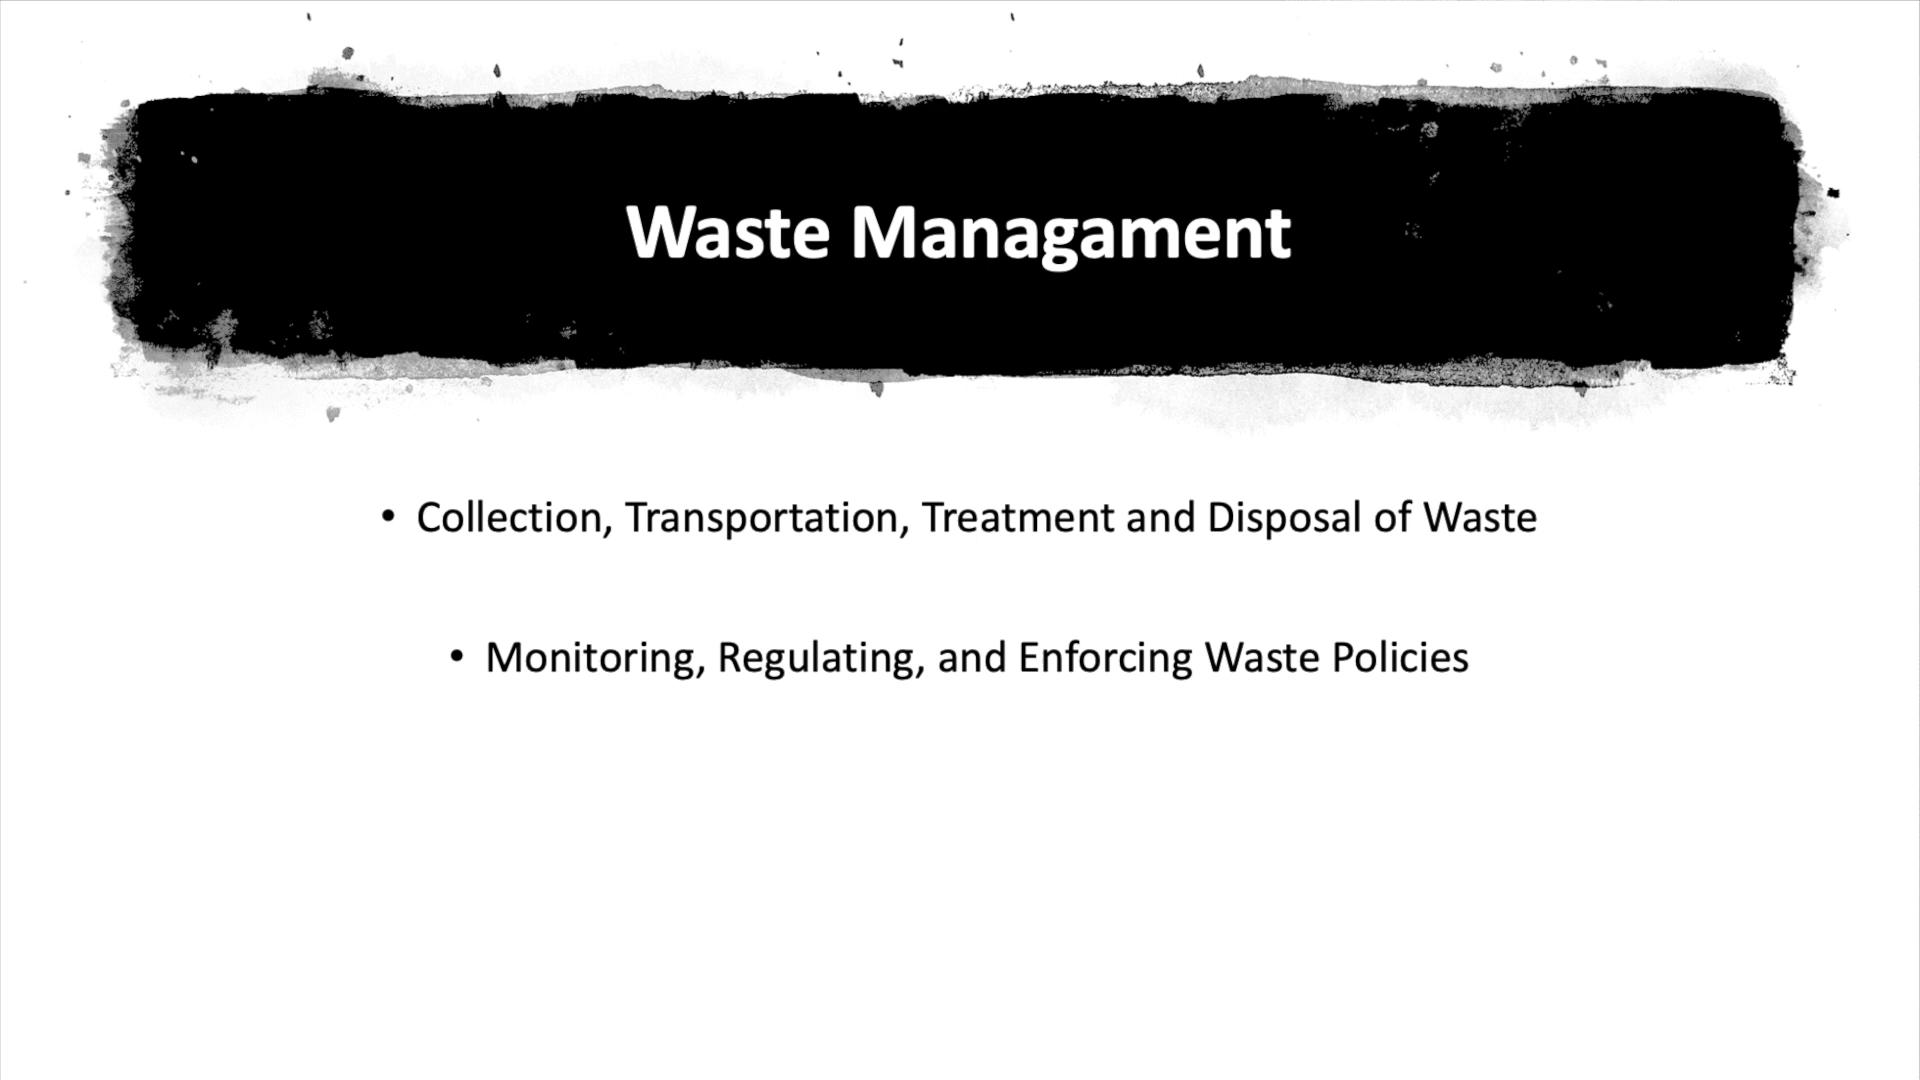 Waste Managament
• Collection, Transportation, Treatment and Disposal of Waste
• Monitoring, Regulating, and Enforcing Waste Policies